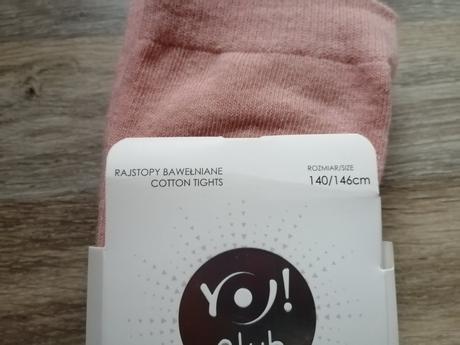 RAJSTOPY BAWEŁNIANE
COTTON TIGHTS
ROZMIAR/SIZE
140/146cm
YO!
Club